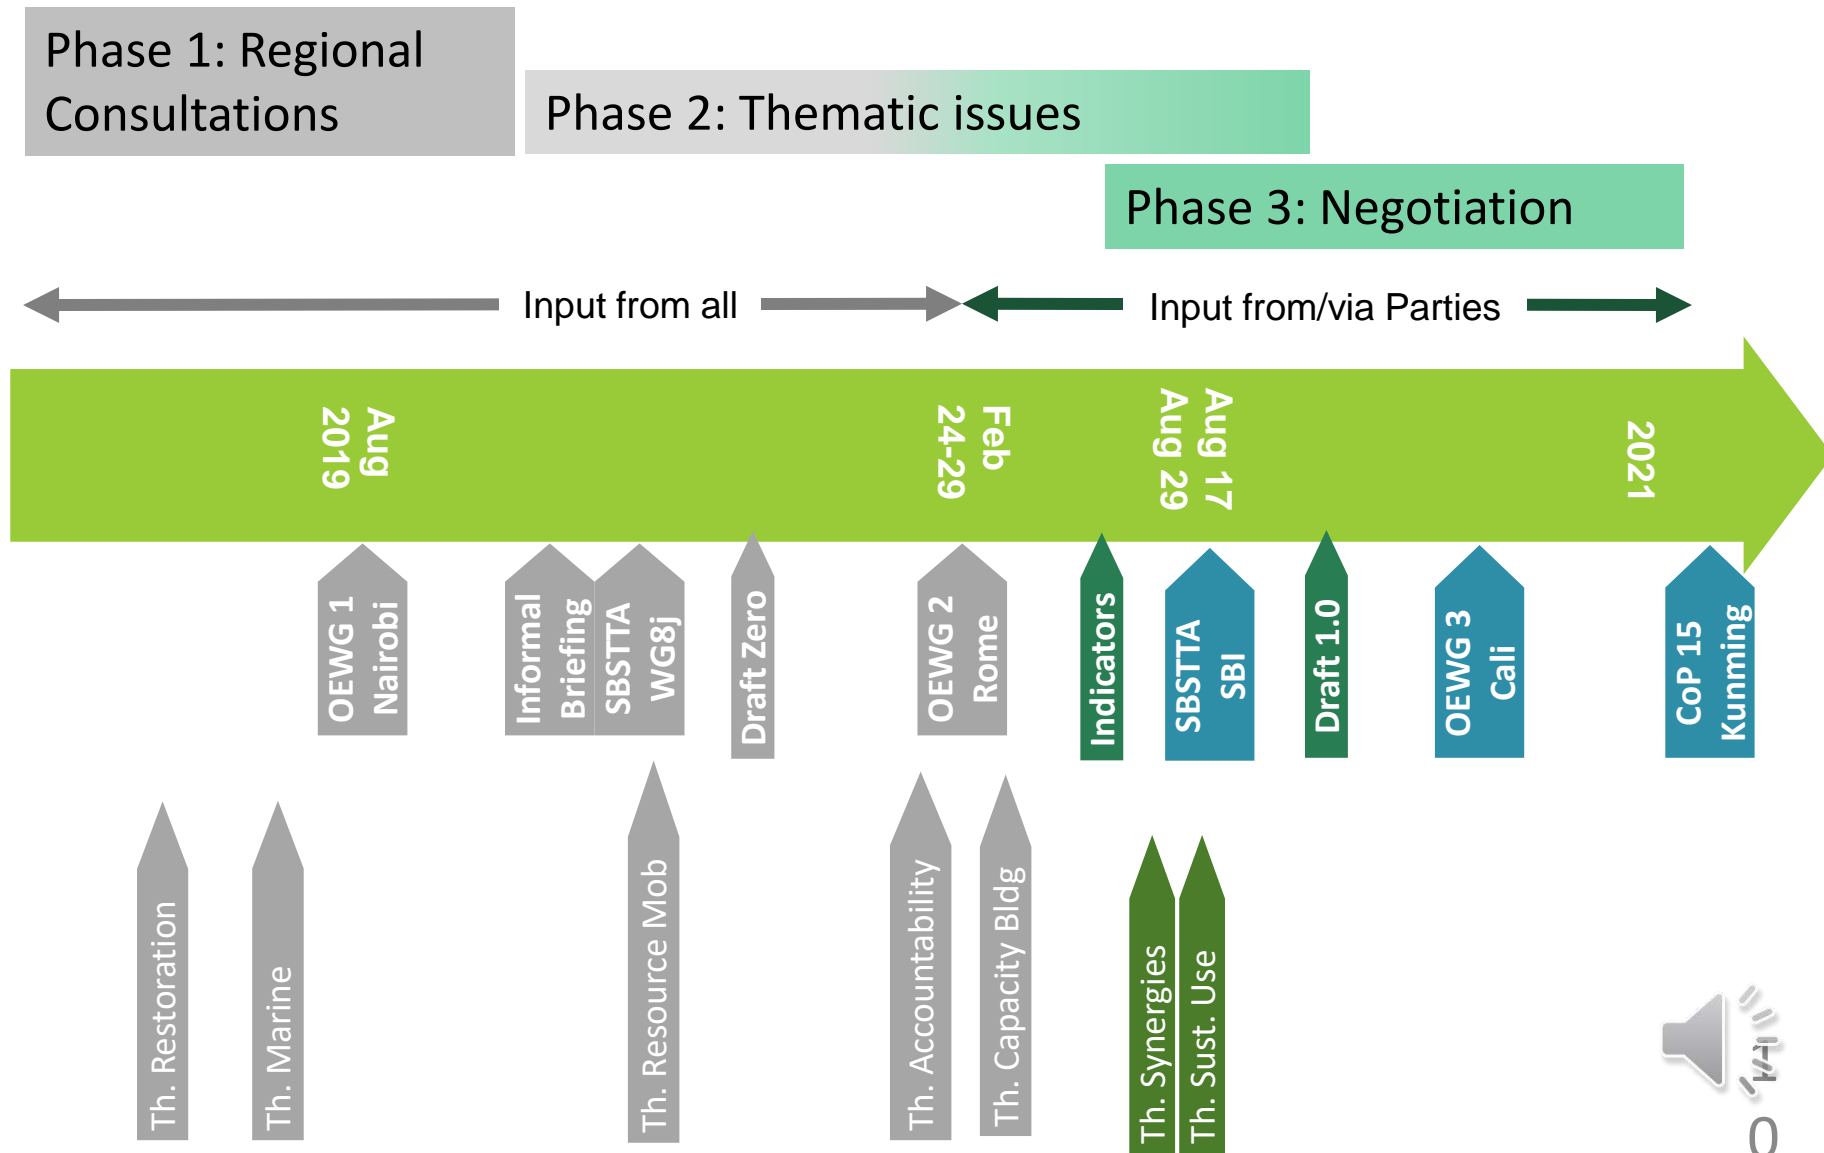 Phase 1: Regional
Consultations
Phase 2: Thematic issues
Phase 3: Negotiation
Input from all
Input from/via Parties
Aug
2019
Feb
24-29
Aug 17
Aug 29
2021
OEWG 1
Nairobi
Informal
Briefing
SBSTTA
WG8j
Draft Zero
OEWG 2
Rome
Indicators
SBSTTA
SBI
Draft 1.0
OEWG 3
Cali
CoP 15
Kunming
Th. Restoration
Th. Marine
Th. Resource Mob
Th. Accountability
Th. Capacity Bldg
Th. Synergies
Th. Sust. Use
0